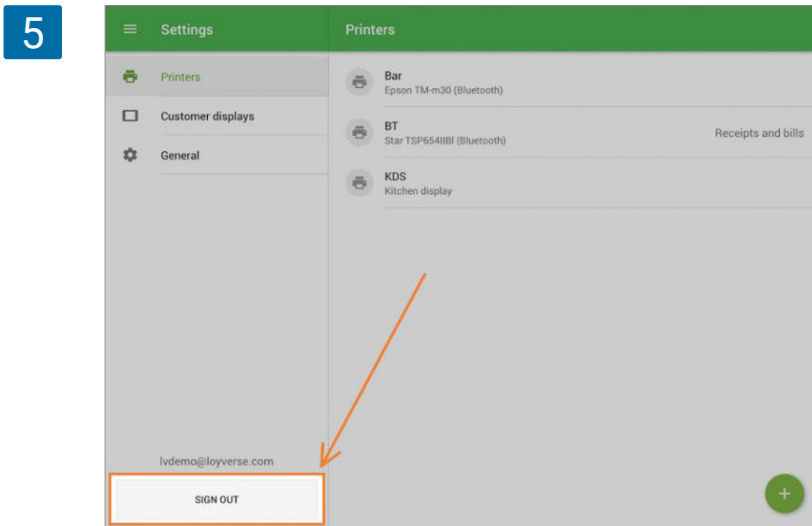 5
Settings
Printers
Printers
Customer displays
General
Bar
Epson TM-m30 (Bluetooth)
BT
Star TSP654IIBI (Bluetooth)
Receipts and bills
KDS
Kitchen display
lvdemo@loyverse.com
SIGN OUT